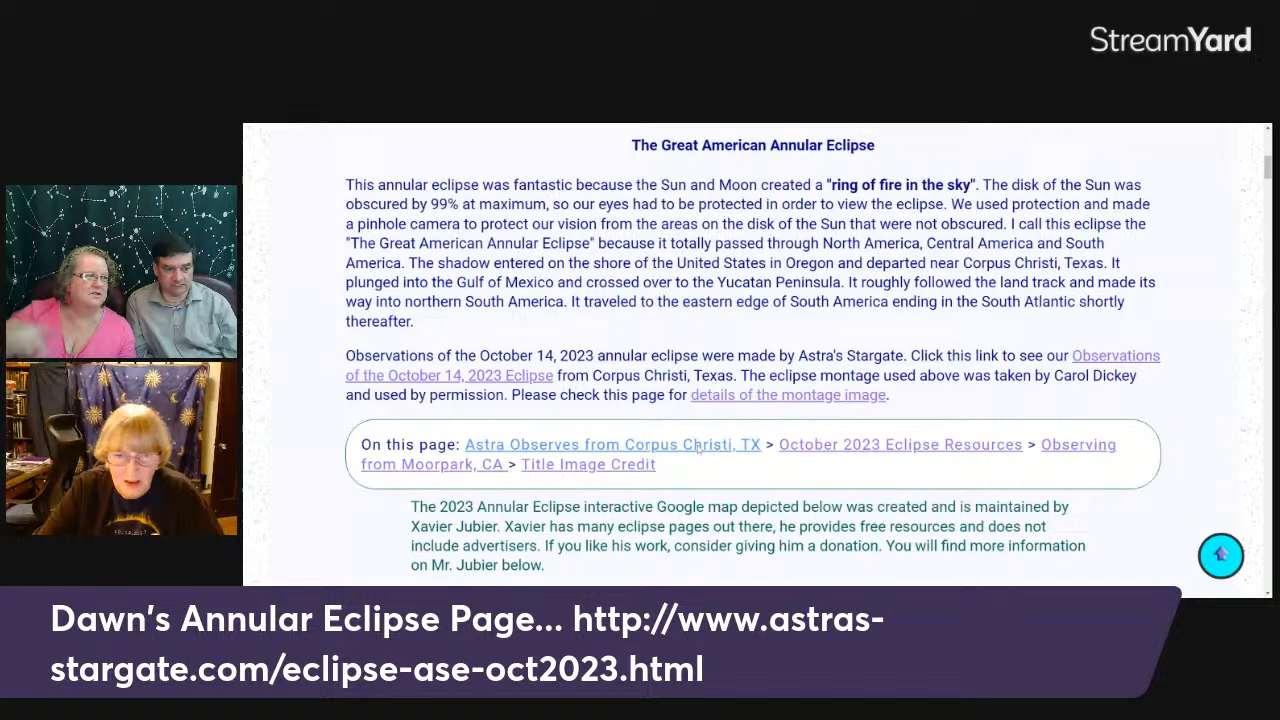 StreamYard
The Great American Annular Eclipse
This annular eclipse was fantastic because the Sun and Moon created a "ring of fire in the sky". The disk of the Sun was
obscured by 99% at maximum, so our eyes had to be protected in order to view the eclipse. We used protection and made
a pinhole camera to protect our vision from the areas on the disk of the Sun that were not obscured. I call this eclipse the
"The Great American Annular Eclipse" because it totally passed through North America, Central America and South
America. The shadow entered on the shore of the United States in Oregon and departed near Corpus Christi, Texas. It
plunged into the Gulf of Mexico and crossed over to the Yucatan Peninsula. It roughly followed the land track and made its
way into northern South America. It traveled to the eastern edge of South America ending in the South Atlantic shortly
thereafter.
Observations of the October 14, 2023 annular eclipse were made by Astra's Stargate. Click this link to see our Observations
of the October 14, 2023 Eclipse from Corpus Christi, Texas. The eclipse montage used above was taken by Carol Dickey
and used by permission. Please check this page for details of the montage image.
On this page: Astra Observes from Corpus Christi, TX > October 2023 Eclipse Resources > Observing
from Moorpark, CA > Title Image Credit
The 2023 Annular Eclipse interactive Google map depicted below was created and is maintained by
Xavier Jubier. Xavier has many eclipse pages out there, he provides free resources and does not
include advertisers. If you like his work, consider giving him a donation. You will find more information
on Mr. Jubier below.
Dawn's Annular Eclipse Page... http://www.astras-
stargate.com/eclipse-ase-oct2023.html